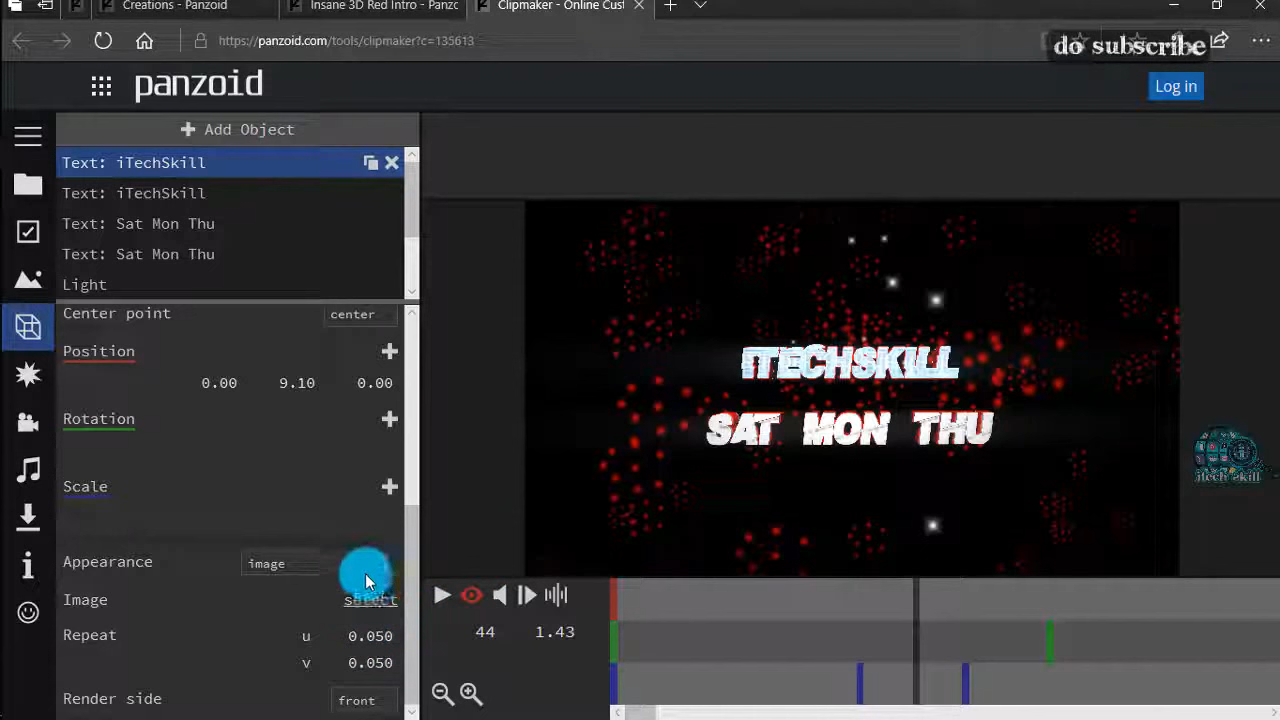 Creations - Panzoid
Insane 3D Red Intro - Panzc
Clipmaker - Online Cust
https://panzoid.com/tools/clipmaker?c=135613
do subscribe
panzoid
Log in
Add Object
Text: iTechSkill
Text: iTechSkill
Text: Sat Mon Thu
Text: Sat Mon Thu
Light
Center point center
Position
0.00 9.10 0.00
Rotation
Scale
Appearance image
Image select
Repeat u 0.050
v 0.050
Render side front
ITECHSKILL
SAT MON THU
itech skill
44 1.43